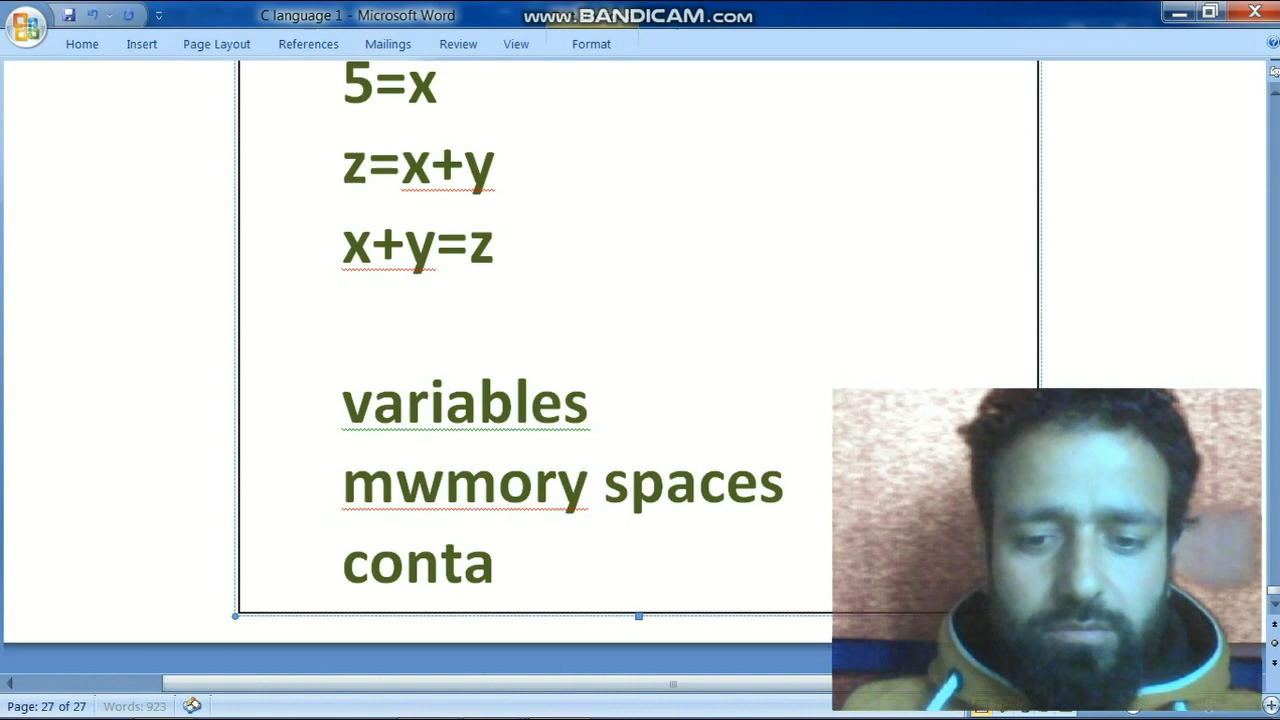 C language 1 - Microsoft Word
www.BANDICAM.com
Home Insert Page Layout References Mailings Review View Format
5=x
z=x+y
x+y=z
variables
mwmory spaces
conta
Page: 27 of 27 Words: 923